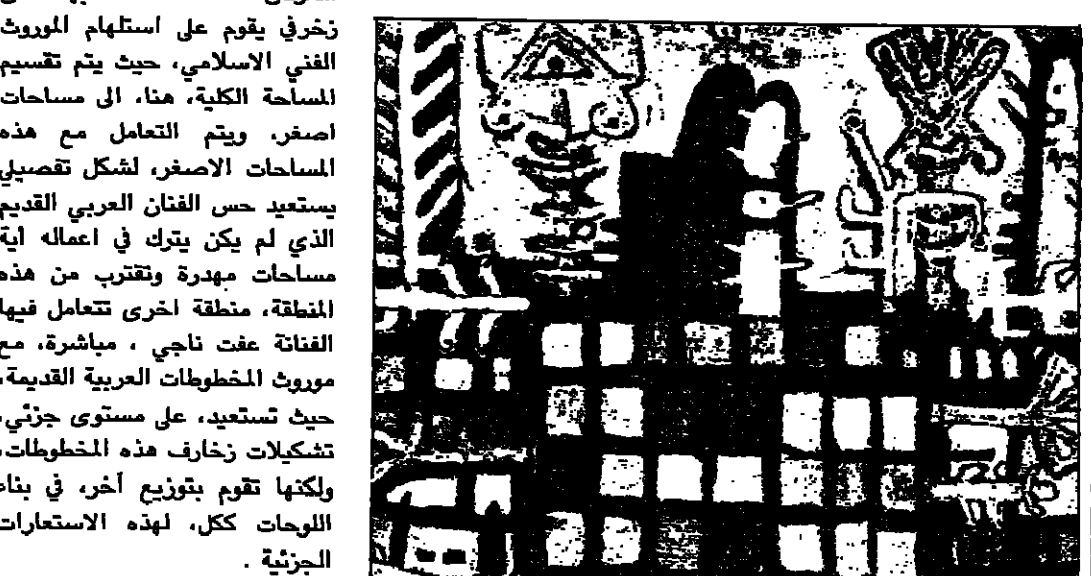 زخرفي يقوم على استلهام الموروث
الفني الاسلامي، حيث يتم تقسيم
المساحة الكلية، هنا، الى مساحات
اصغر، ويتم التعامل مع هذه
المساحات الاصغر، لشكل تفصيلي
يستعيد حس الفنان العربي القديم
الذي لم يكن يترك في اعماله أية
مساحات مهدرة وتقترب من هذه
المنطقة، منطقة اخرى تتعامل فيها
الفنانة عفت ناجي ، مباشرة، مع
موروث المخطوطات العربية القديمة،
حيث تستعيد، على مستوى جزئي،
تشكيلات زخارف هذه المخطوطات،
ولكنها تقوم بتوزيع أخر، في بناء
اللوحات ككل، لهذه الاستعارات
الجزئية .